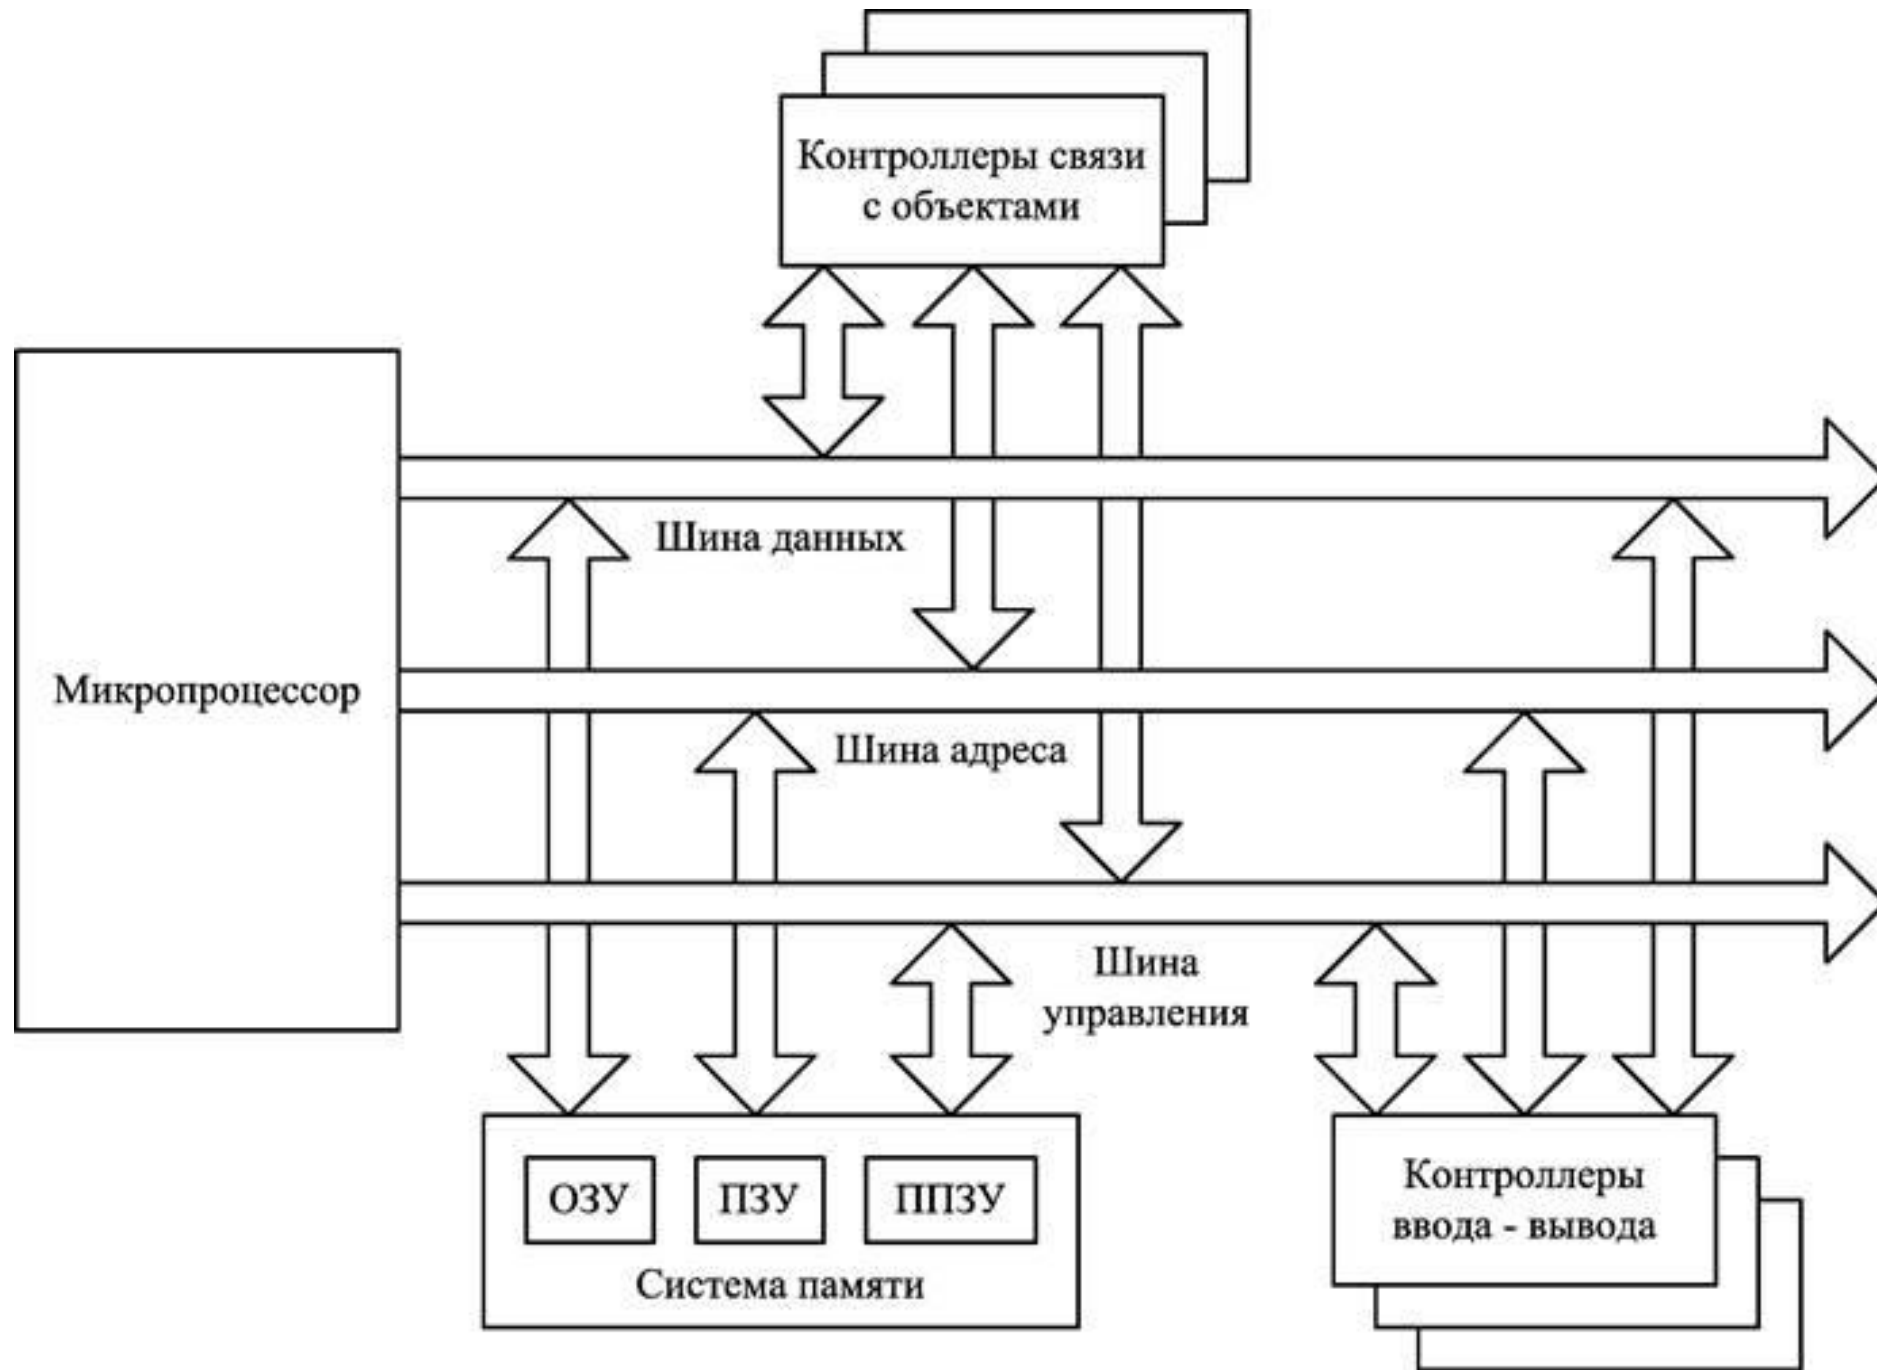 Контроллеры связи
с объектами
Шина данных
Микропроцессор
Шина адреса
Шина
управления
ОЗУ
ПЗУ
ППЗУ
Система памяти
Контроллеры
ввода - вывода